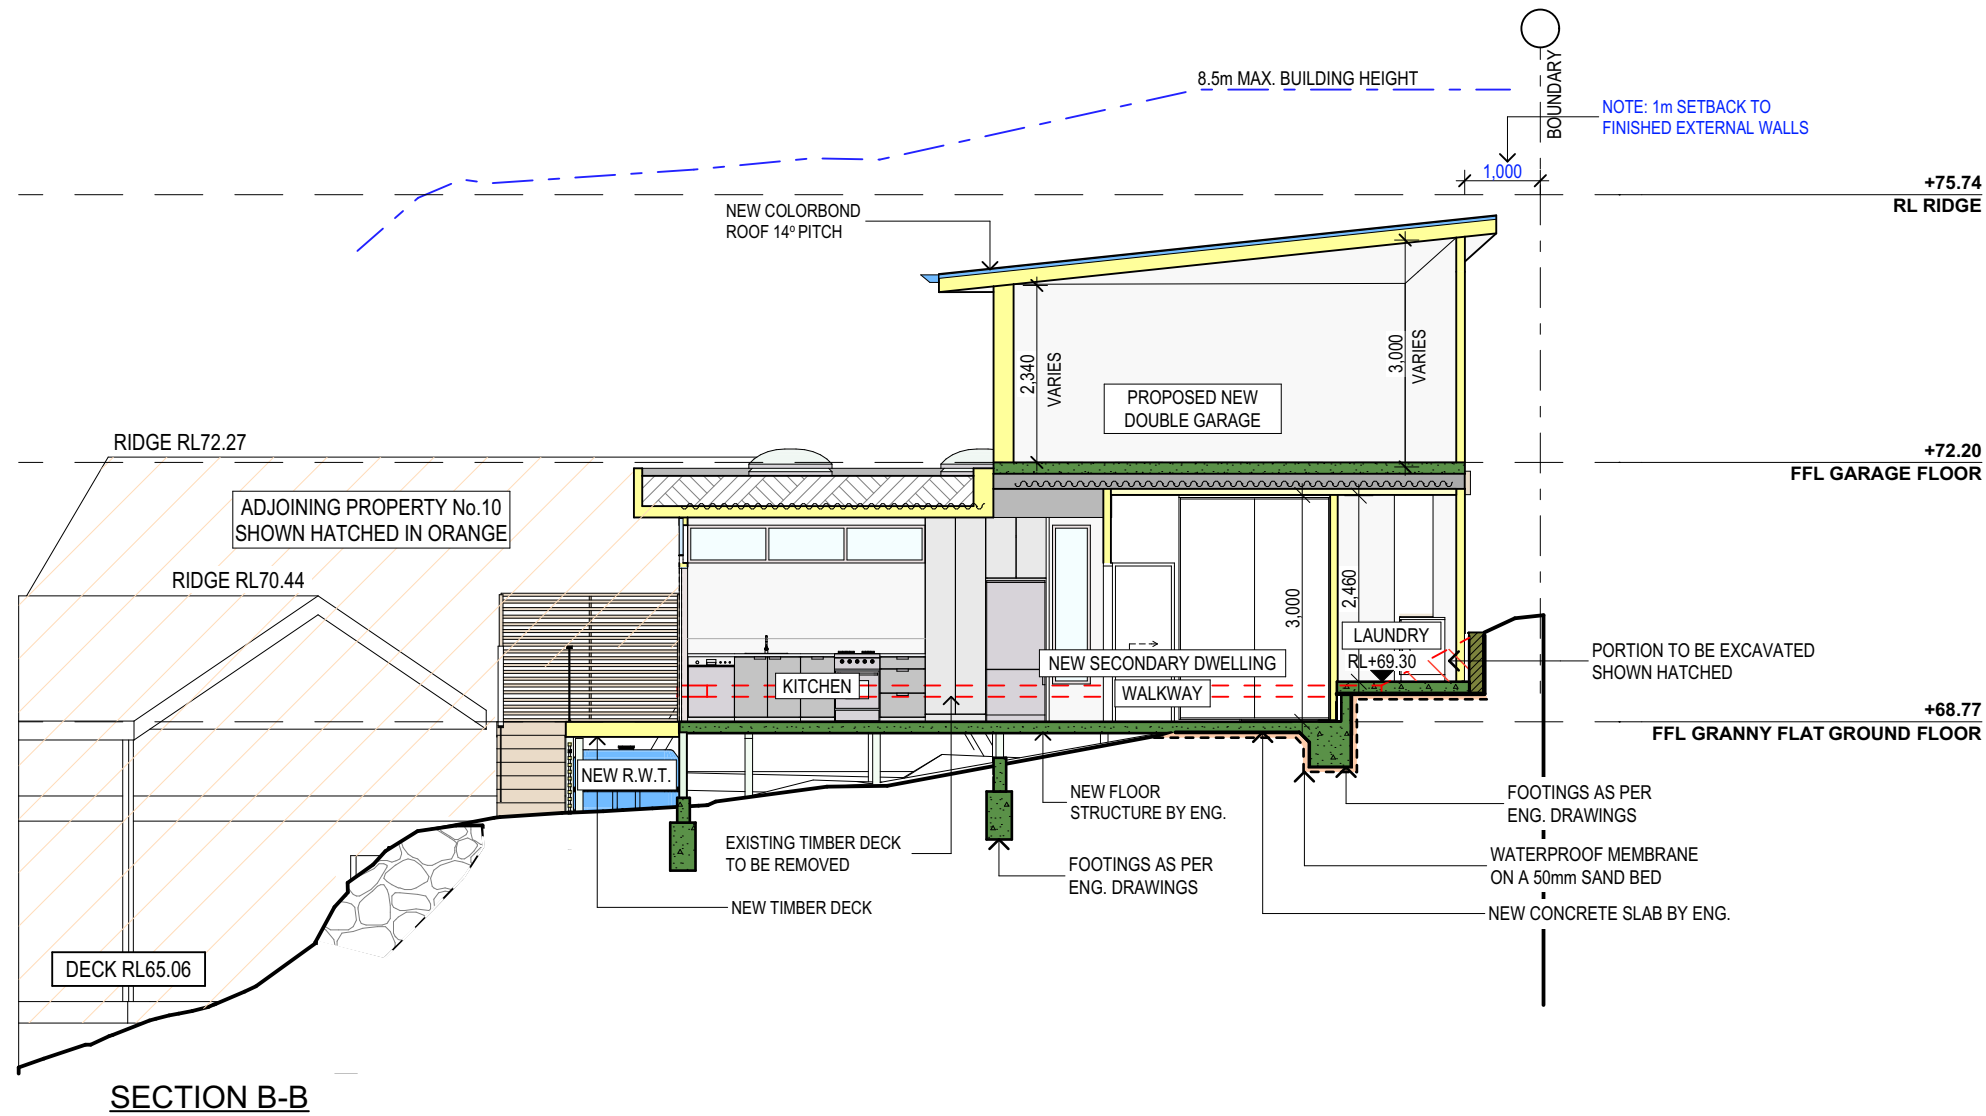 8.5m MAX. BUILDING HEIGHT
BOUNDARY
NOTE: 1m SETBACK TO
FINISHED EXTERNAL WALLS
1,000
+75.74
RL RIDGE
NEW COLORBOND
ROOF 14º PITCH
2,340
VARIES
3,000
VARIES
PROPOSED NEW
DOUBLE GARAGE
RIDGE RL72.27
+72.20
FFL GARAGE FLOOR
ADJOINING PROPERTY No.10
SHOWN HATCHED IN ORANGE
RIDGE RL70.44
3,000
2,460
LAUNDRY
RL+69.30
PORTION TO BE EXCAVATED
SHOWN HATCHED
NEW SECONDARY DWELLING
KITCHEN
WALKWAY
+68.77
FFL GRANNY FLAT GROUND FLOOR
NEW R.W.T.
NEW FLOOR
STRUCTURE BY ENG.
FOOTINGS AS PER
ENG. DRAWINGS
EXISTING TIMBER DECK
TO BE REMOVED
FOOTINGS AS PER
ENG. DRAWINGS
WATERPROOF MEMBRANE
ON A 50mm SAND BED
NEW TIMBER DECK
NEW CONCRETE SLAB BY ENG.
DECK RL65.06
SECTION B-B